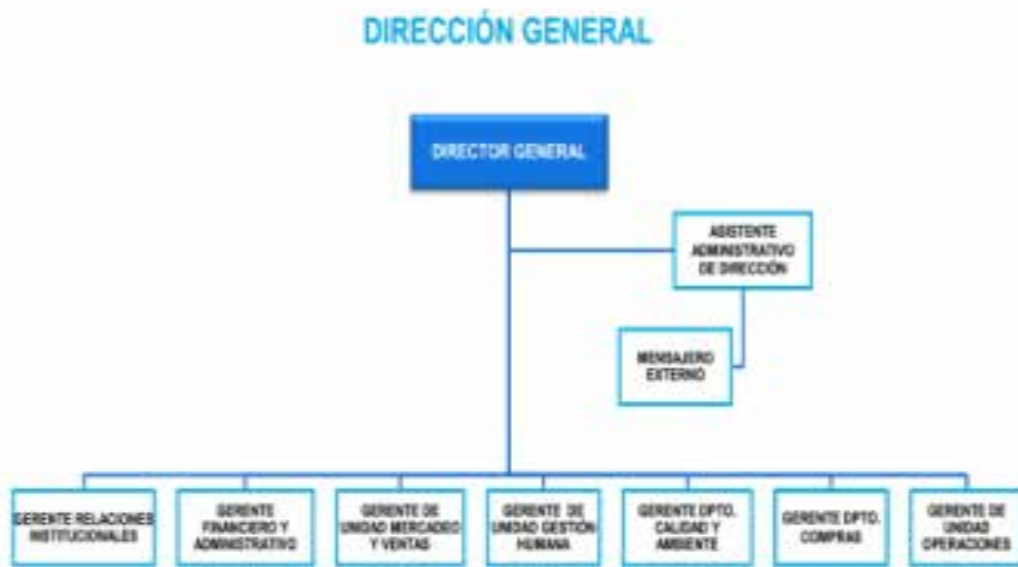 DIRECCIÓN GENERAL
DIRECTOR GENERAL
ASISTENTE
ADMINISTRATIVO
DE DIRECCIÓN
MENSAJERO
EXTERNO
GERENTE RELACIONES
INSTITUCIONALES
GERENTE
FINANCIERO Y
ADMINISTRATIVO
GERENTE DE
UNIDAD MERCADEO
Y VENTAS
GERENTE DE
UNIDAD GESTIÓN
HUMANA
GERENTE DPTO.
CALIDAD Y
AMBIENTE
GERENTE DPTO.
COMPRAS
GERENTE DE
UNIDAD
OPERACIONES